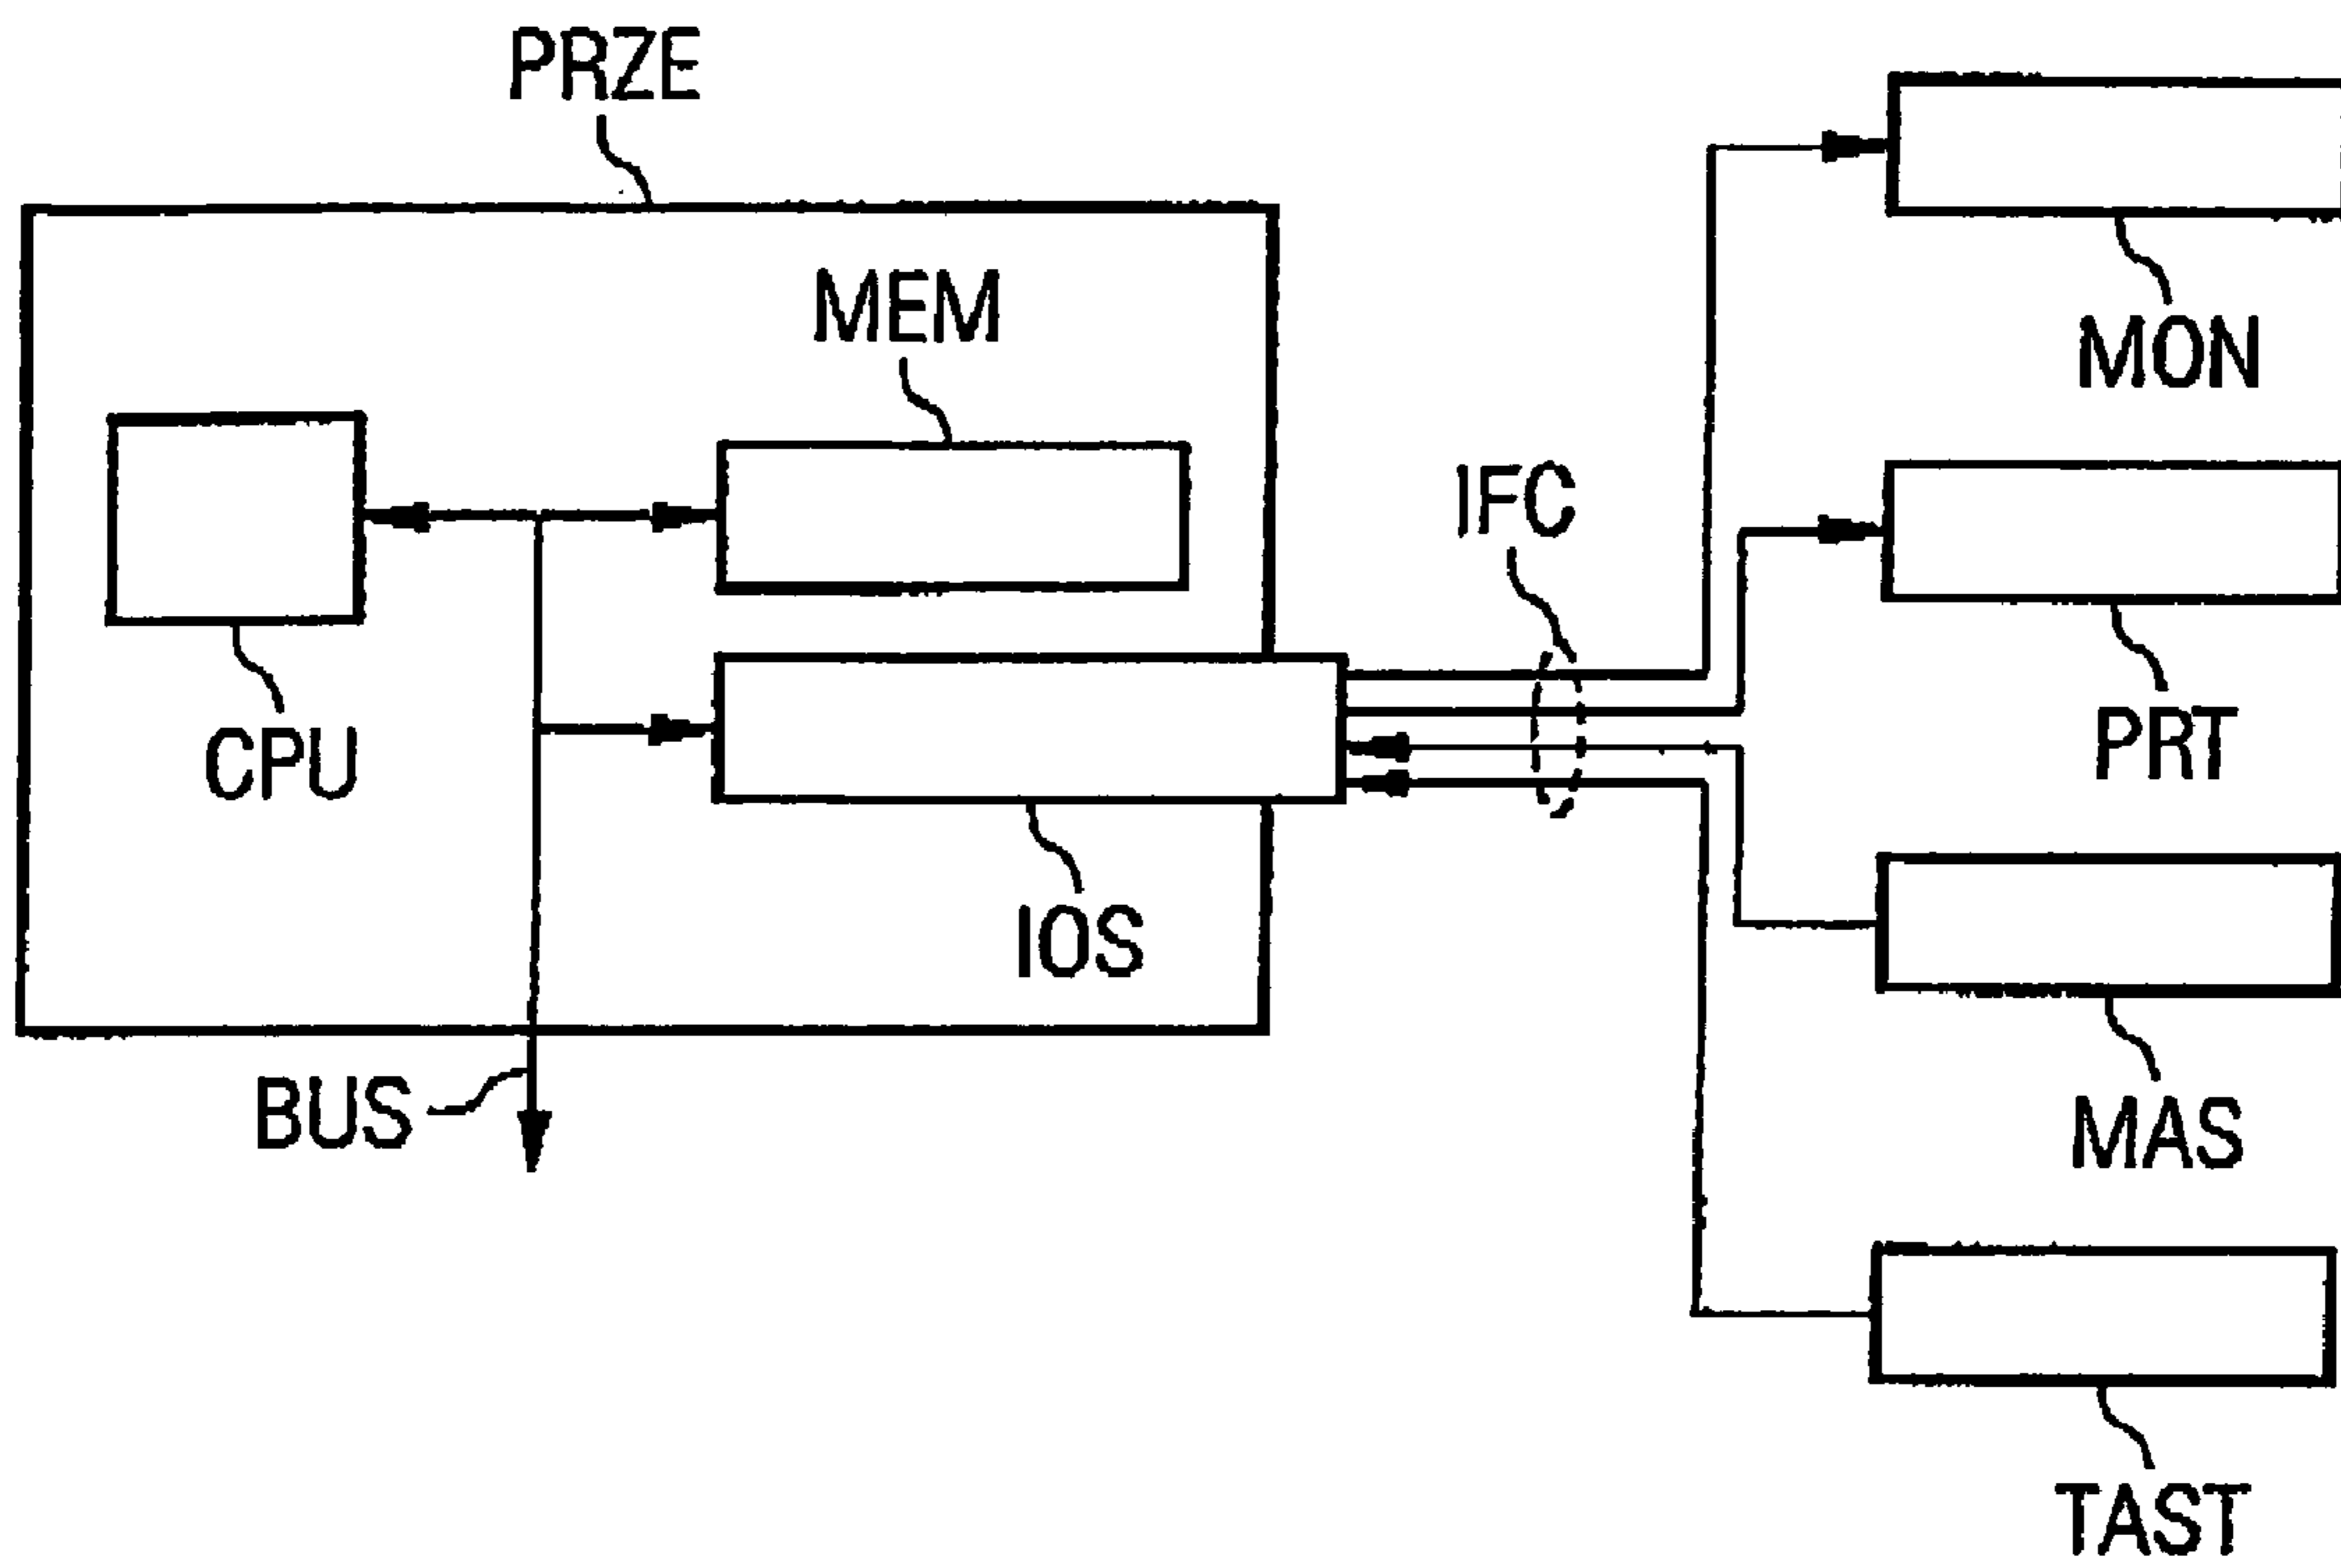 PRZE
MEM
MON
IFC
CPU
PRT
IOS
BUS
MAS
TAST